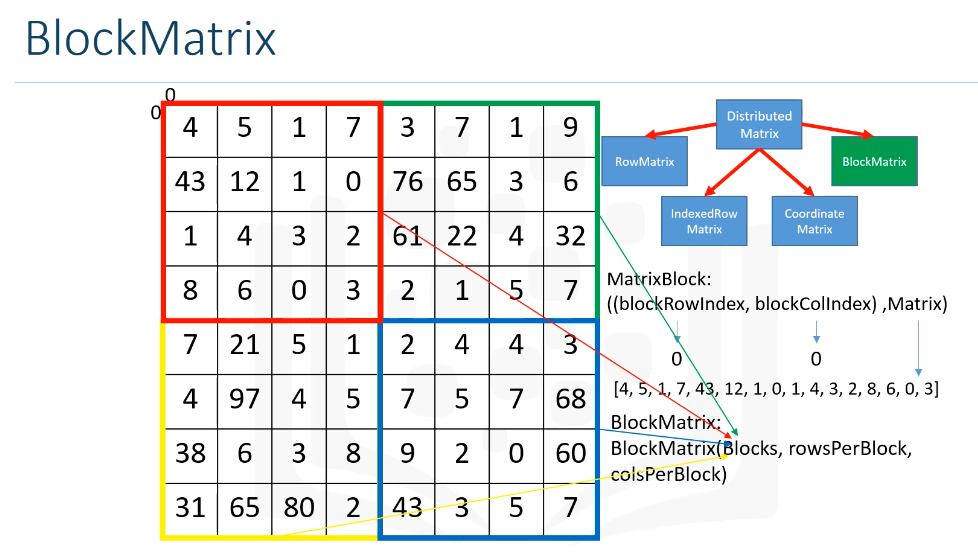 BlockMatrix
0
0
4 5 1 7 3 7 1 9
43 12 1 0 76 65 3 6
1 4 3 2 61 22 4 32
8 6 0 3 2 1 5 7
7 21 5 1 2 4 4 3
4 97 4 5 7 5 7 68
38 6 3 8 9 2 0 60
31 65 80 2 43 3 5 7
Distributed
Matrix
RowMatrix
BlockMatrix
IndexedRow
Matrix
Coordinate
Matrix
MatrixBlock:
((blockRowIndex, blockColIndex) ,Matrix)
0 0
[4, 5, 1, 7, 43, 12, 1, 0, 1, 4, 3, 2, 8, 6, 0, 3]
BlockMatrix:
BlockMatrix(Blocks, rowsPerBlock,
colsPerBlock)